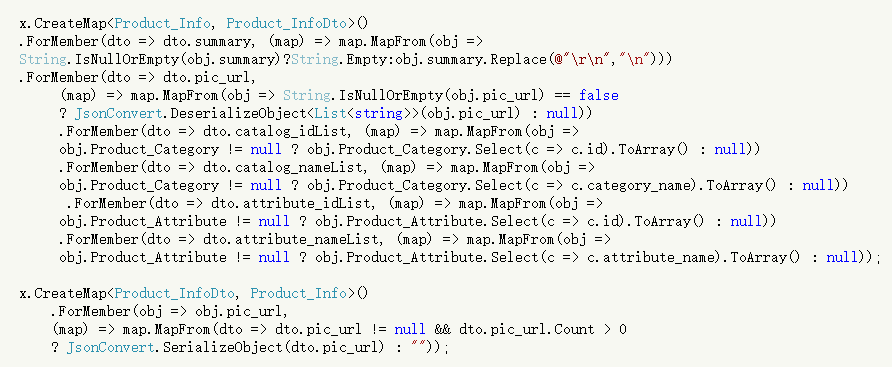 x.CreateMap<Product_Info, Product_InfoDto>()
.ForMember(dto => dto.summary, (map) => map.MapFrom(obj =>
String.IsNullOrEmpty(obj.summary)?String.Empty:obj.summary.Replace(@"\r\n","\n")))
.ForMember(dto => dto.pic_url,
(map) => map.MapFrom(obj => String.IsNullOrEmpty(obj.pic_url) == false
? JsonConvert.DeserializeObject<List<string>>(obj.pic_url) : null))
.ForMember(dto => dto.catalog_idList, (map) => map.MapFrom(obj =>
obj.Product_Category != null ? obj.Product_Category.Select(c => c.id).ToArray() : null))
.ForMember(dto => dto.catalog_nameList, (map) => map.MapFrom(obj =>
obj.Product_Category != null ? obj.Product_Category.Select(c => c.category_name).ToArray() : null))
.ForMember(dto => dto.attribute_idList, (map) => map.MapFrom(obj =>
obj.Product_Attribute != null ? obj.Product_Attribute.Select(c => c.id).ToArray() : null))
.ForMember(dto => dto.attribute_nameList, (map) => map.MapFrom(obj =>
obj.Product_Attribute != null ? obj.Product_Attribute.Select(c => c.attribute_name).ToArray() : null));
x.CreateMap<Product_InfoDto, Product_Info>()
.ForMember(obj => obj.pic_url,
(map) => map.MapFrom(dto => dto.pic_url != null && dto.pic_url.Count > 0
? JsonConvert.SerializeObject(dto.pic_url) : ""));